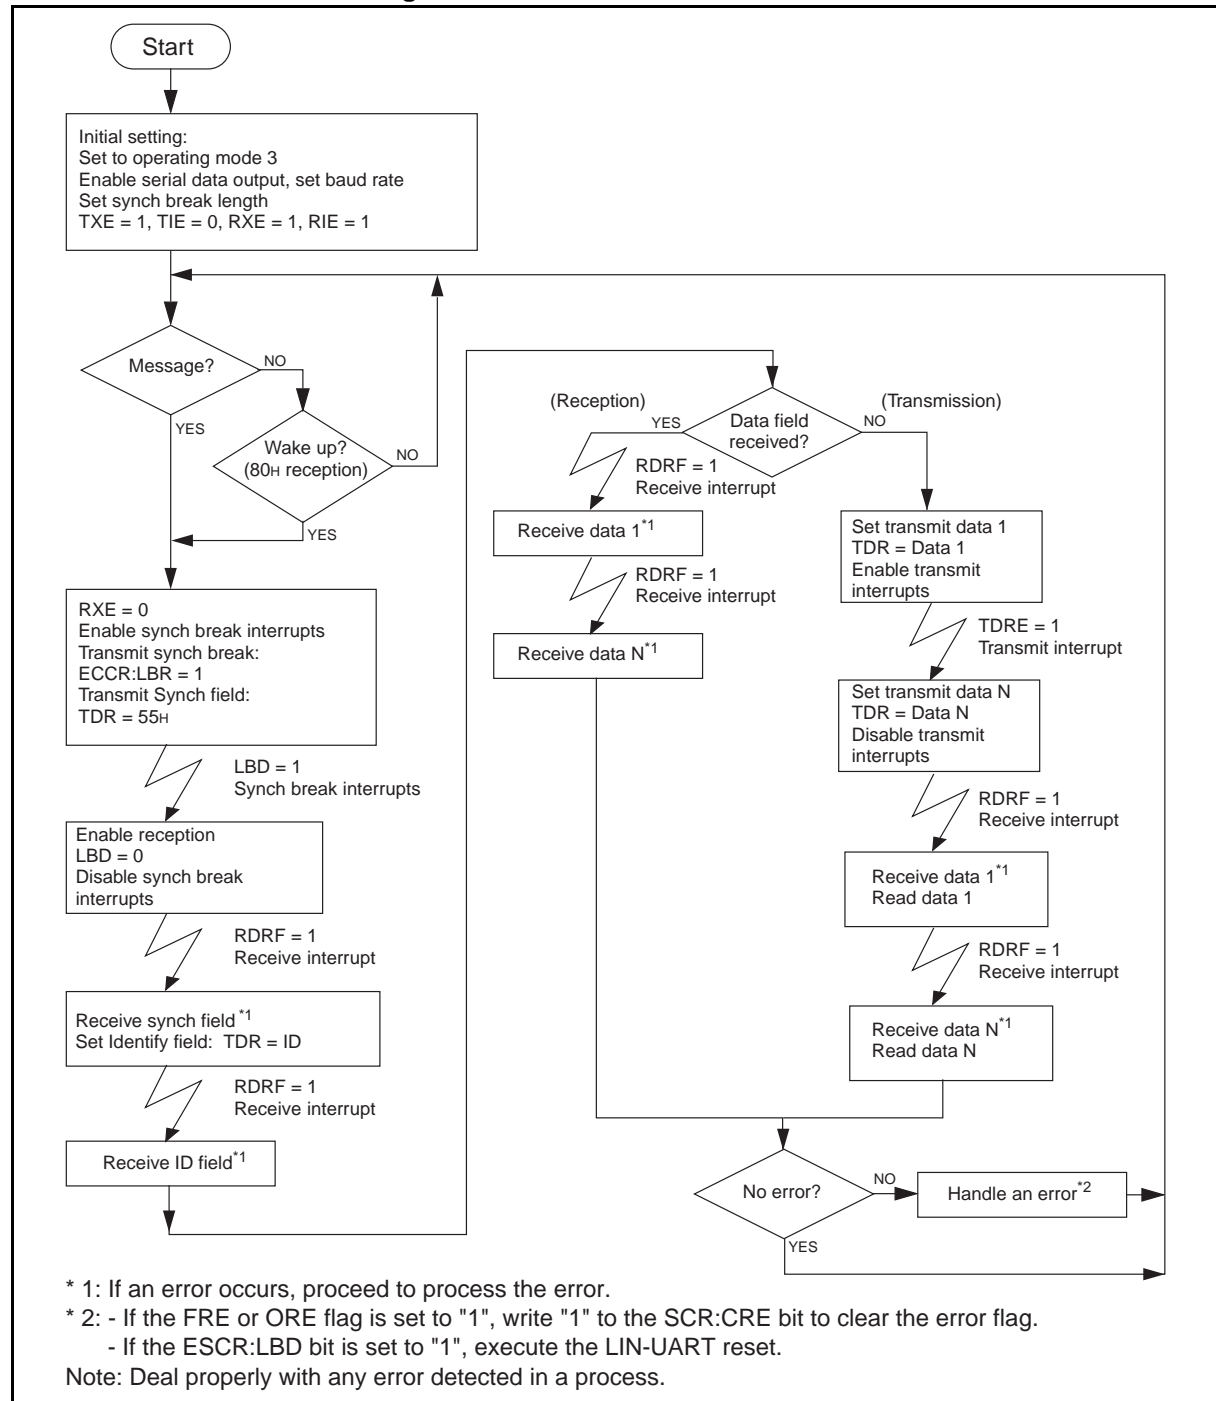 Start
Initial setting:
Set to operating mode 3
Enable serial data output, set baud rate
Set synch break length
TXE = 1, TIE = 0, RXE = 1, RIE = 1
Message?
NO
YES
Wake up?
(80H reception)
NO
YES
RXE = 0
Enable synch break interrupts
Transmit synch break:
ECCR:LBR = 1
Transmit Synch field:
TDR = 55H
LBD = 1
Synch break interrupts
Enable reception
LBD = 0
Disable synch break
interrupts
RDRF = 1
Receive interrupt
Receive synch field*1
Set Identify field:  TDR = ID
RDRF = 1
Receive interrupt
Receive ID field*1
(Reception)
YES
Data field
received?
(Transmission)
NO
RDRF = 1
Receive interrupt
Receive data 1*1
RDRF = 1
Receive interrupt
Receive data N*1
Set transmit data 1
TDR = Data 1
Enable transmit
interrupts
TDRE = 1
Transmit interrupt
Set transmit data N
TDR = Data N
Disable transmit
interrupts
RDRF = 1
Receive interrupt
Receive data 1*1
Read data 1
RDRF = 1
Receive interrupt
Receive data N*1
Read data N
No error?
NO
Handle an error*2
YES
* 1: If an error occurs, proceed to process the error.
* 2: - If the FRE or ORE flag is set to "1", write "1" to the SCR:CRE bit to clear the error flag.
- If the ESCR:LBD bit is set to "1", execute the LIN-UART reset.
Note: Deal properly with any error detected in a process.